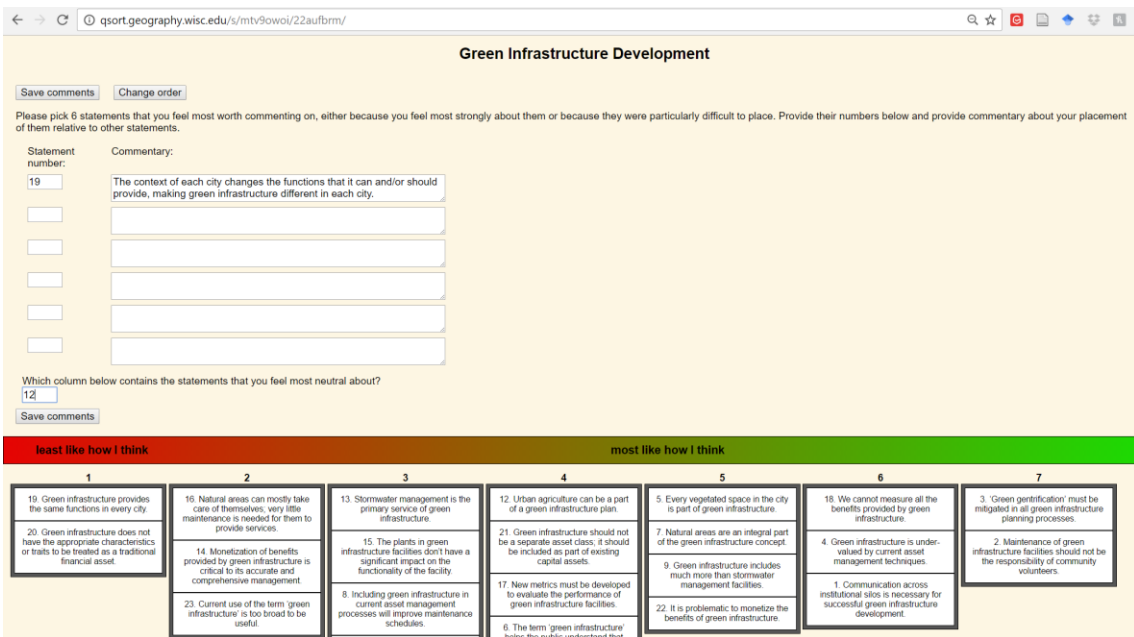 qsort.geography.wisc.edu/s/mtv9owoi/22aufbrm/
Green Infrastructure Development
Save comments
Change order
Please pick 6 statements that you feel most worth commenting on, either because you feel most strongly about them or because they were particularly difficult to place. Provide their numbers below and provide commentary about your placement
of them relative to other statements.
Statement
number:
Commentary:
19
The context of each city changes the functions that it can and/or should
provide, making green infrastructure different in each city.
Which column below contains the statements that you feel most neutral about?
12
Save comments
least like how I think
most like how I think
1
19. Green infrastructure provides
the same functions in every city.
20. Green infrastructure does not
have the appropriate characteristics
or traits to be treated as a traditional
financial asset.
2
16. Natural areas can mostly take
care of themselves; very little
maintenance is needed for them to
provide services.
14. Monetization of benefits
provided by green infrastructure is
critical to its accurate and
comprehensive management.
23. Current use of the term 'green
infrastructure' is too broad to be
useful.
3
13. Stormwater management is the
primary service of green
infrastructure.
15. The plants in green
infrastructure facilities don't have a
significant impact on the
functionality of the facility.
8. Including green infrastructure in
current asset management
processes will improve maintenance
schedules.
4
12. Urban agriculture can be a part
of a green infrastructure plan.
21. Green infrastructure should not
be a separate asset class; it should
be included as part of existing
capital assets.
17. New metrics must be developed
to evaluate the performance of
green infrastructure facilities.
6. The term 'green infrastructure'
helps the public understand that
5
5. Every vegetated space in the city
is part of green infrastructure.
7. Natural areas are an integral part
of the green infrastructure concept.
9. Green infrastructure includes
much more than stormwater
management facilities.
22. It is problematic to monetize the
benefits of green infrastructure.
6
18. We cannot measure all the
benefits provided by green
infrastructure.
4. Green infrastructure is under-
valued by current asset
management techniques.
1. Communication across
institutional silos is necessary for
successful green infrastructure
development.
7
3. 'Green gentrification' must be
mitigated in all green infrastructure
planning processes.
2. Maintenance of green
infrastructure facilities should not be
the responsibility of community
volunteers.